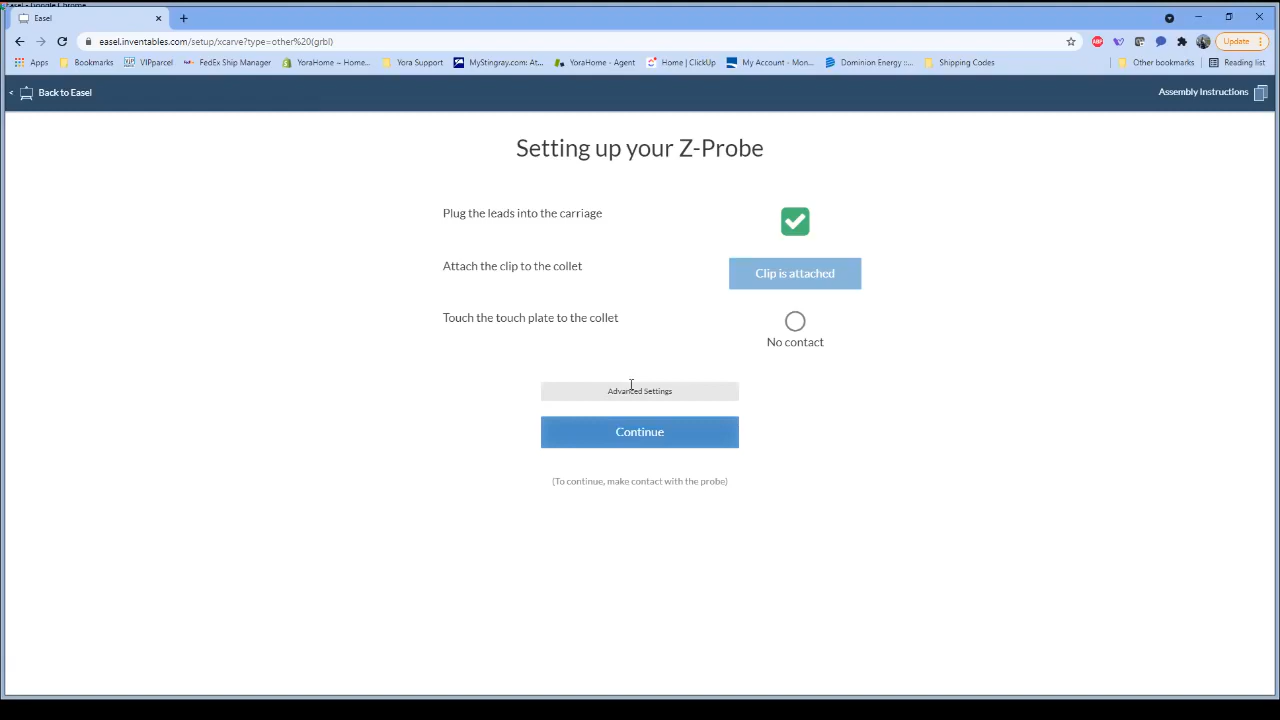 Easel - Google Chrome
Easel
easel.inventables.com/setup/xcarve?type=other%20(grbl)
ABP
Update
Apps Bookmarks VIPparcel FedEx Ship Manager YoraHome ~ Home... Yora Support MyStingray.com: At... YoraHome - Agent Home | ClickUp My Account - Mon... Dominion Energy ::... Shipping Codes Other bookmarks Reading list
< Back to Easel Assembly Instructions
Setting up your Z-Probe
Plug the leads into the carriage
Attach the clip to the collet Clip is attached
Touch the touch plate to the collet
No contact
Advanced Settings
Continue
(To continue, make contact with the probe)